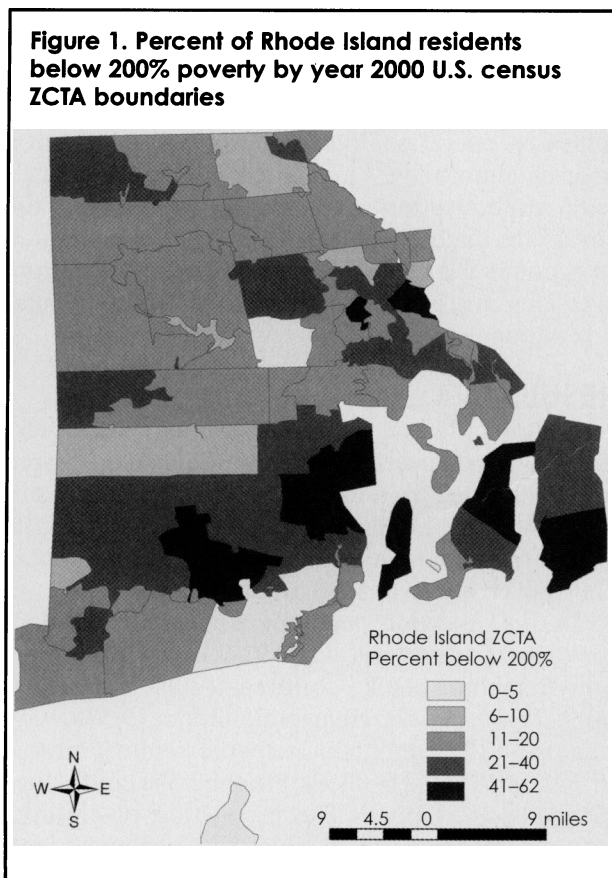 Figure 1. Percent of Rhode Island residents
below 200% poverty by year 2000 U.S. census
ZCTA boundaries
Rhode Island ZCTA
Percent below 200%
0–5
6–10
11–20
21–40
41–62
N
W E
S
9 4.5 0 9 miles